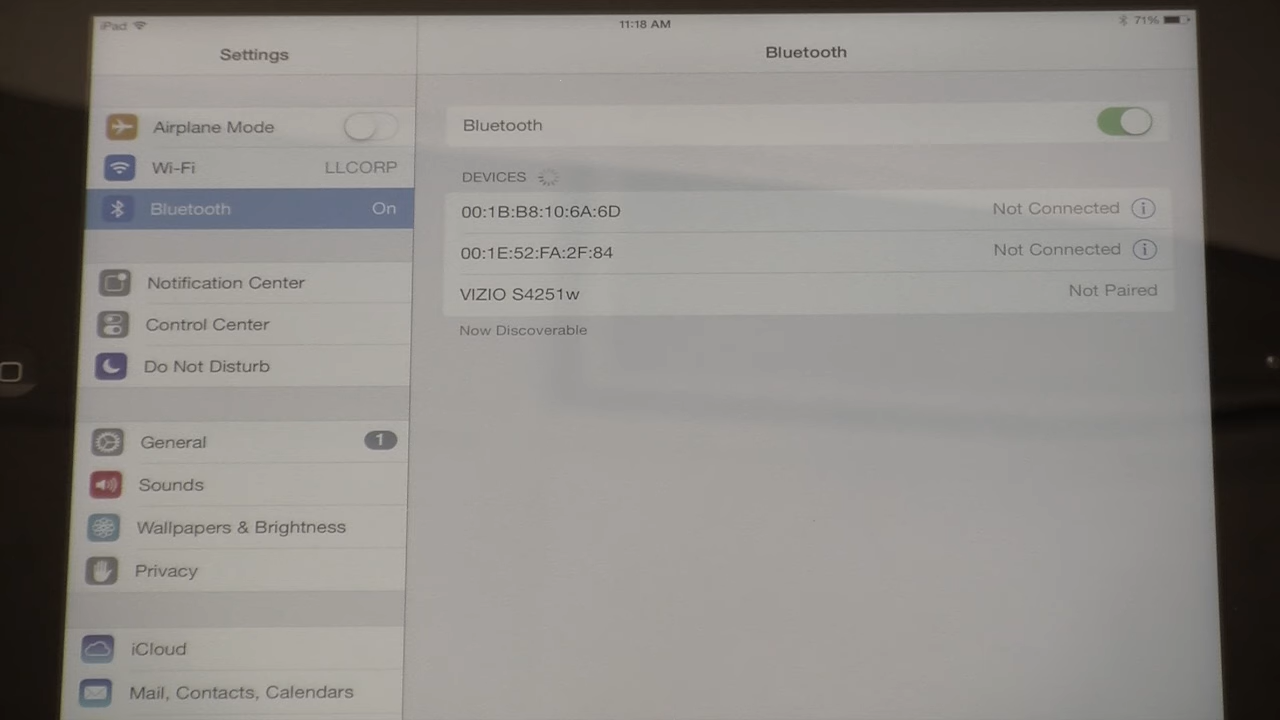 iPad
11:18 AM
71%
Settings
Bluetooth
Airplane Mode
Wi-Fi LLCORP
Bluetooth On
Notification Center
Control Center
Do Not Disturb
General 1
Sounds
Wallpapers & Brightness
Privacy
iCloud
Mail, Contacts, Calendars
Bluetooth
DEVICES
00:1B:B8:10:6A:6D Not Connected
00:1E:52:FA:2F:84 Not Connected
VIZIO S4251w Not Paired
Now Discoverable